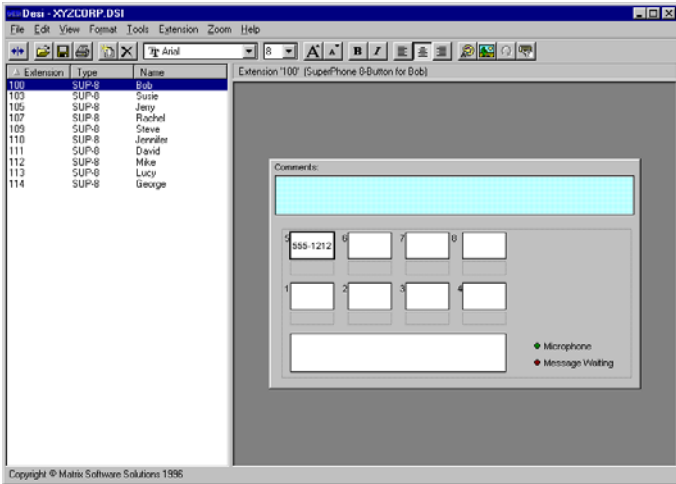 DESI Desi - XYZCORP.DSI
File Edit View Format Tools Extension Zoom Help
Arial 8 A A B I
Extension Type Name
Extension "100" (SuperPhone 8-Button for Bob)
100 SUP-8 Bob
103 SUP-8 Susie
105 SUP-8 Jerry
107 SUP-8 Rachel
109 SUP-8 Steve
110 SUP-8 Jennifer
111 SUP-8 David
112 SUP-8 Mike
113 SUP-8 Lucy
114 SUP-8 George
Comments:
5 555-1212 6 7 8
1 2 3 4
Microphone
Message Waiting
Copyright © Matrix Software Solutions 1996